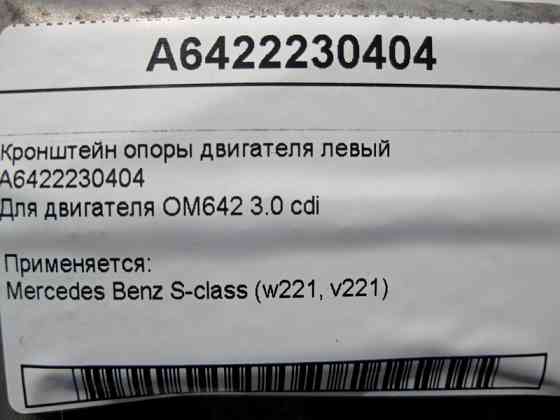 A6422230404
Кронштейн опоры двигателя левый
A6422230404
Для двигателя OM642 3.0 cdi
Применяется:
Mercedes Benz S-class (w221, v221)